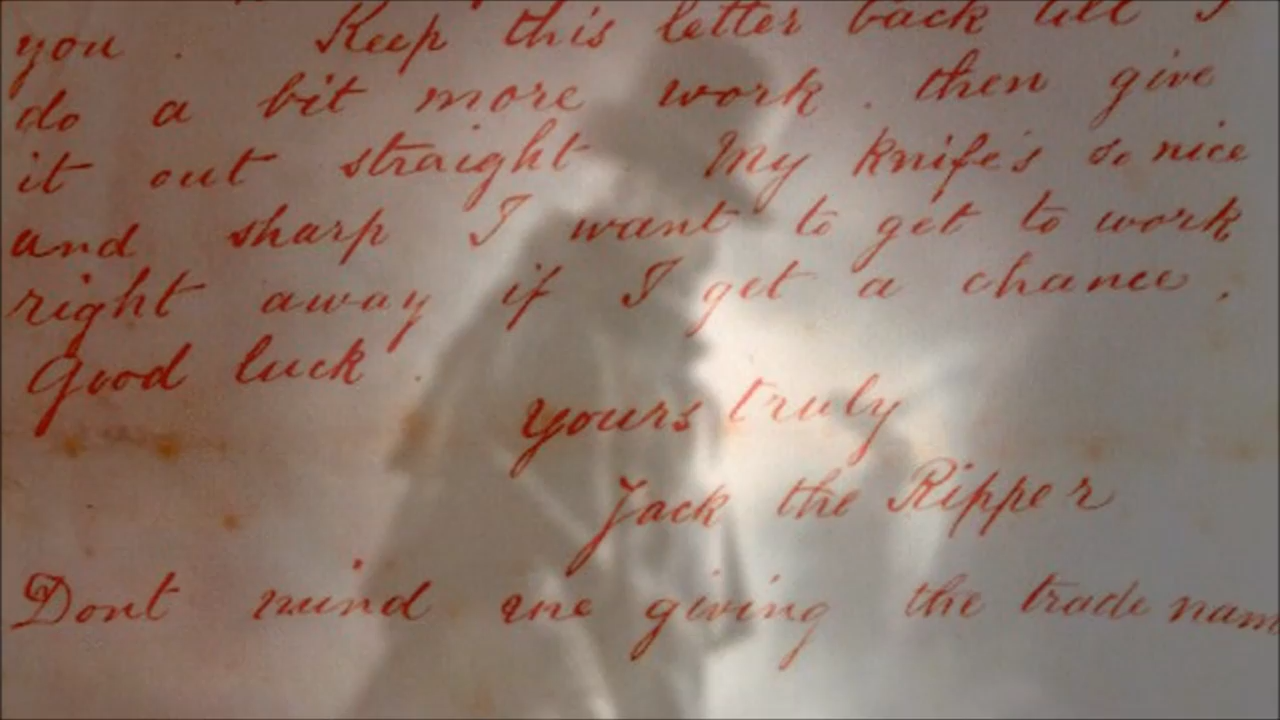 you . Keep this letter back till I
do a bit more work . then give
it out straight My knife's so nice
and sharp I want to get to work
right away if I get a chance .
Good luck .
yours truly
Jack the Ripper
Dont mind me giving the trade nam